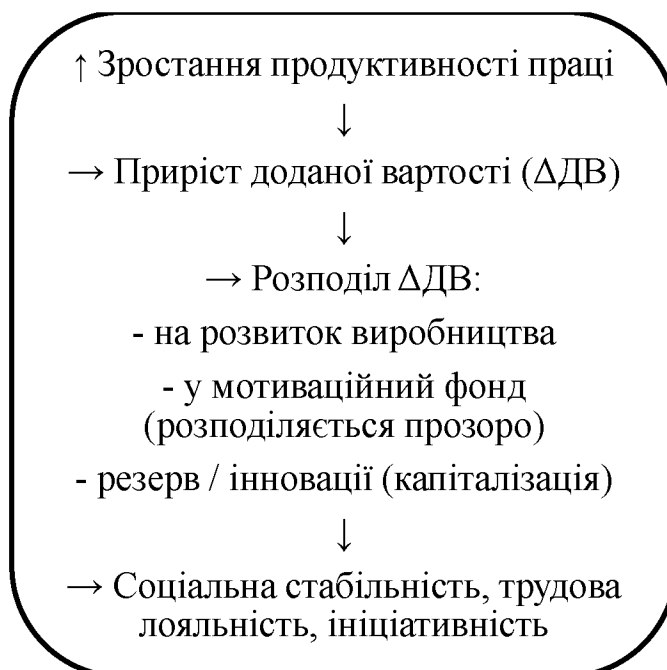 ↑ Зростання продуктивності праці
↓
→ Приріст доданої вартості (ΔДВ)
↓
→ Розподіл ΔДВ:
- на розвиток виробництва
- у мотиваційний фонд
(розподіляється прозоро)
- резерв / інновації (капіталізація)
↓
→ Соціальна стабільність, трудова
лояльність, ініціативність